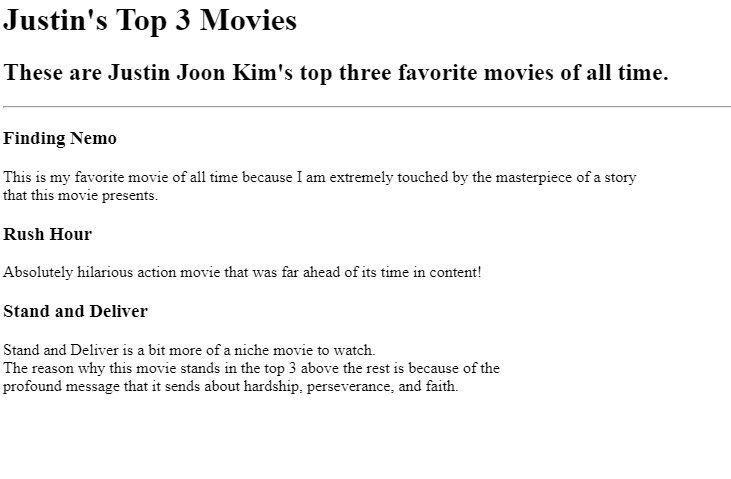 Justin's Top 3 Movies
These are Justin Joon Kim's top three favorite movies of all time.
Finding Nemo
This is my favorite movie of all time because I am extremely touched by the masterpiece of a story
that this movie presents.
Rush Hour
Absolutely hilarious action movie that was far ahead of its time in content!
Stand and Deliver
Stand and Deliver is a bit more of a niche movie to watch.
The reason why this movie stands in the top 3 above the rest is because of the
profound message that it sends about hardship, perseverance, and faith.